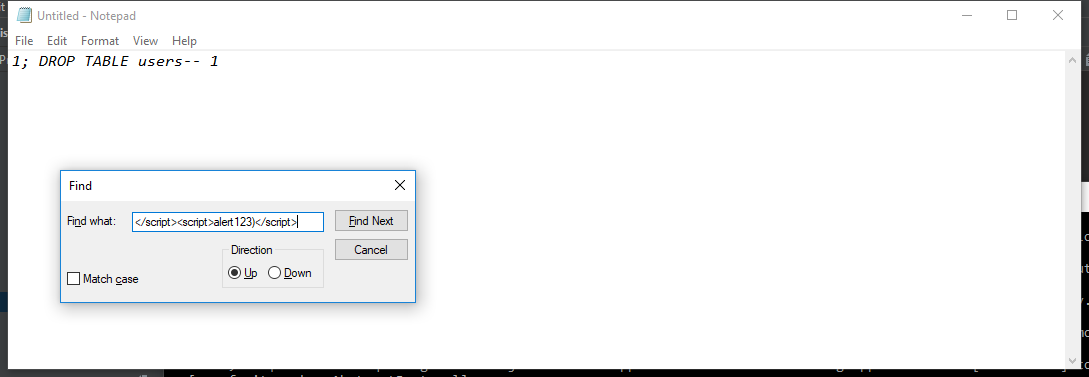 Untitled - Notepad
File Edit Format View Help
1; DROP TABLE users-- 1
Find
Find what: </script><script>alert123)</script> Find Next
Direction Cancel
Up Down
Match case